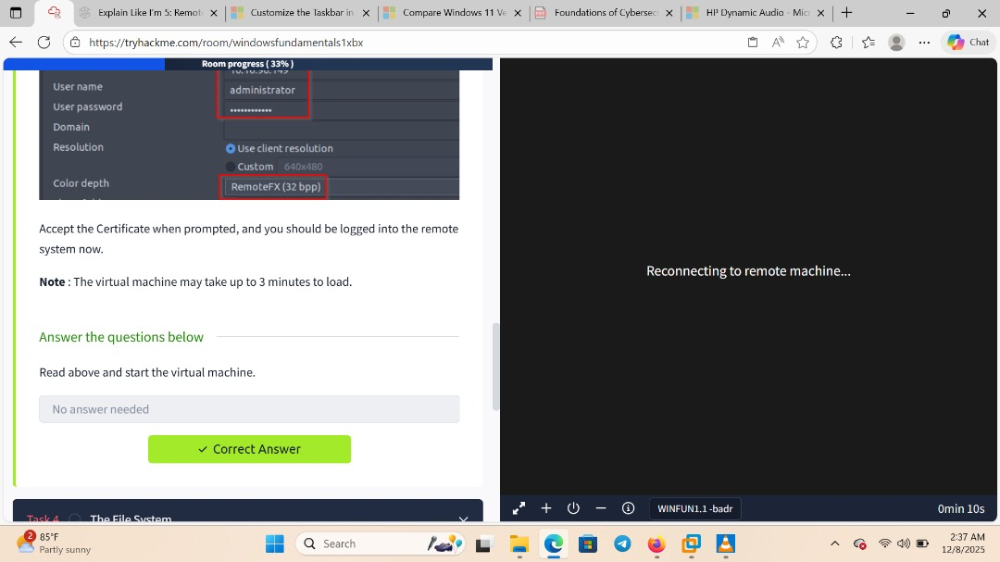 Explain Like I'm 5: Remot
Customize the Taskbar in
Compare Windows 11 Ve
Foundations of Cybersec
HP Dynamic Audio - Mic
https://tryhackme.com/room/windowsfundamentals1xbx
Chat
Room progress ( 33% )
User name
administrator
User password
••••••••••••
Domain
Resolution
Use client resolution
Custom 640x480
Color depth
RemoteFX (32 bpp)
Accept the Certificate when prompted, and you should be logged into the remote
system now.
Note : The virtual machine may take up to 3 minutes to load.
Answer the questions below
Read above and start the virtual machine.
No answer needed
Correct Answer
Task 4 The File System
Reconnecting to remote machine...
WINFUN1.1 -badr
0min 10s
2
85°F
Partly sunny
Search
2:37 AM
12/8/2025